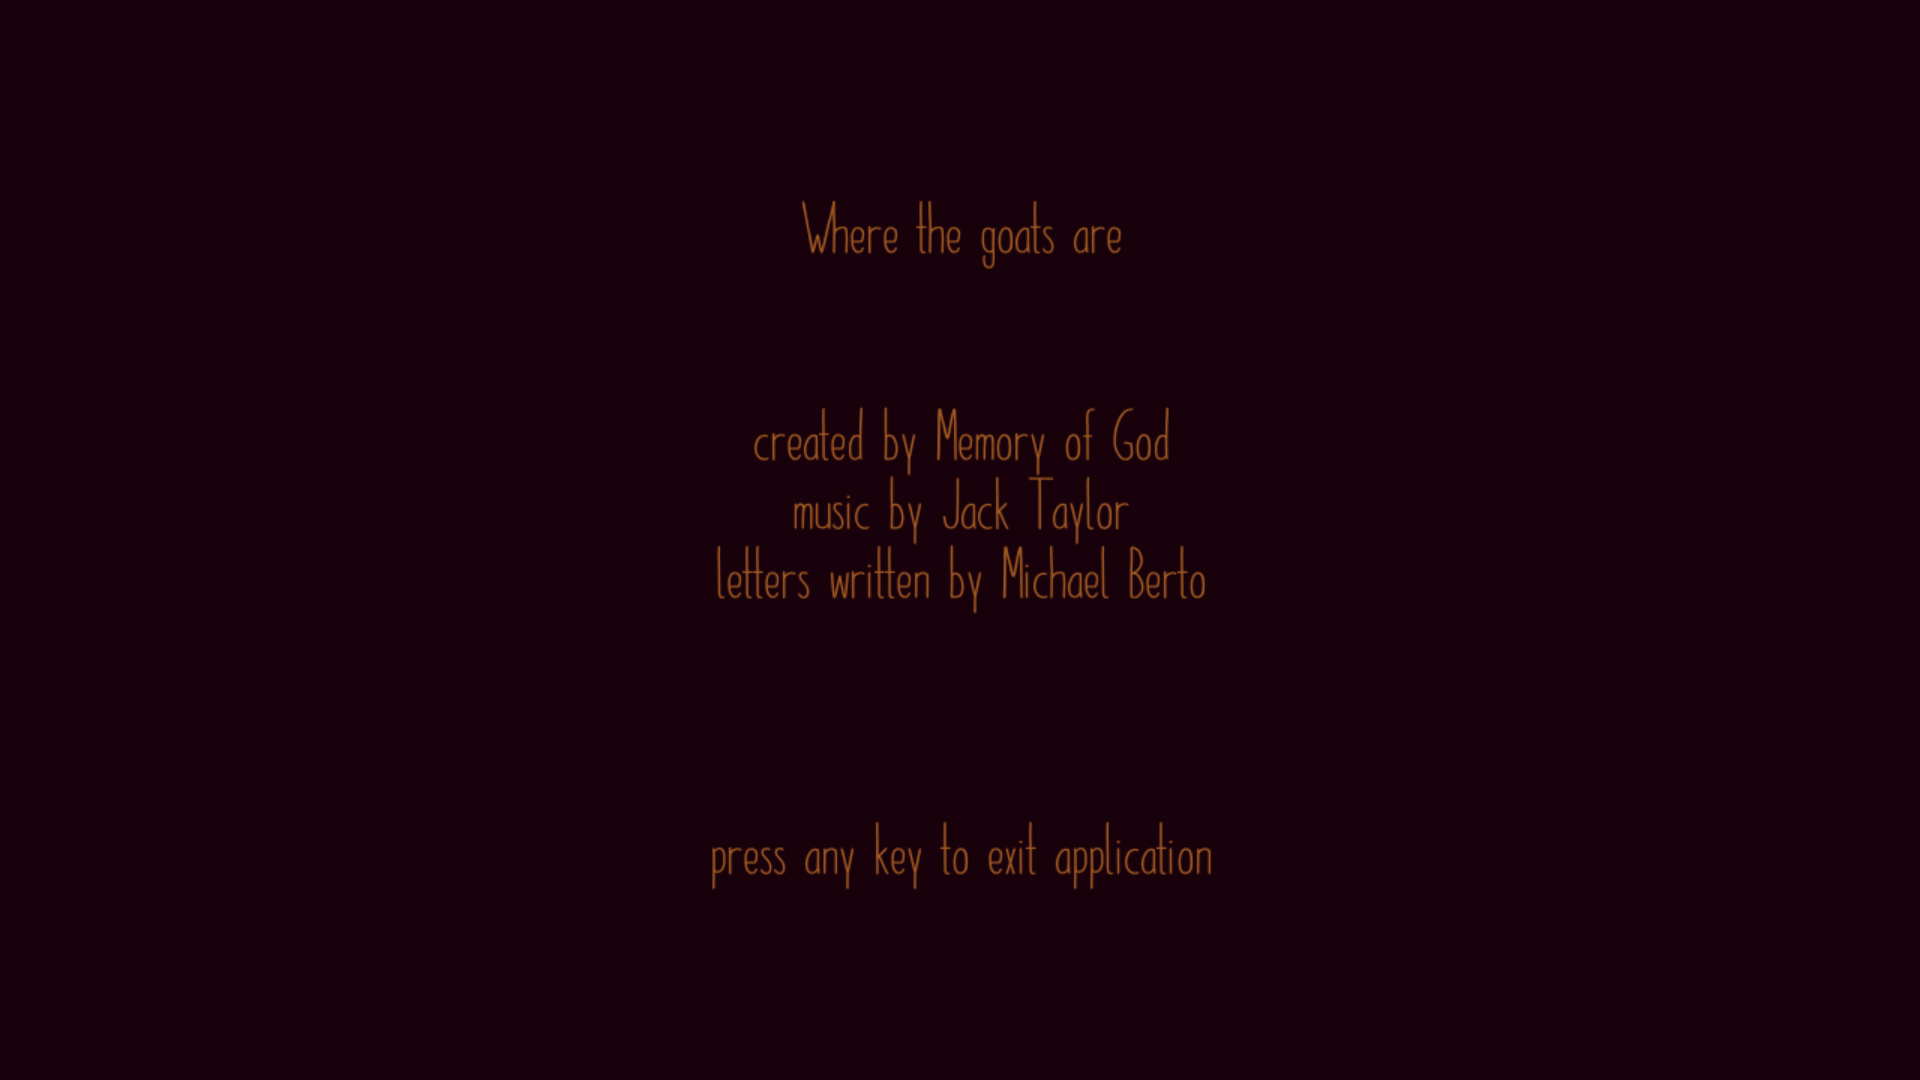 Where the goats are
created by Memory of God
music by Jack Taylor
letters written by Michael Berto
press any key to exit application